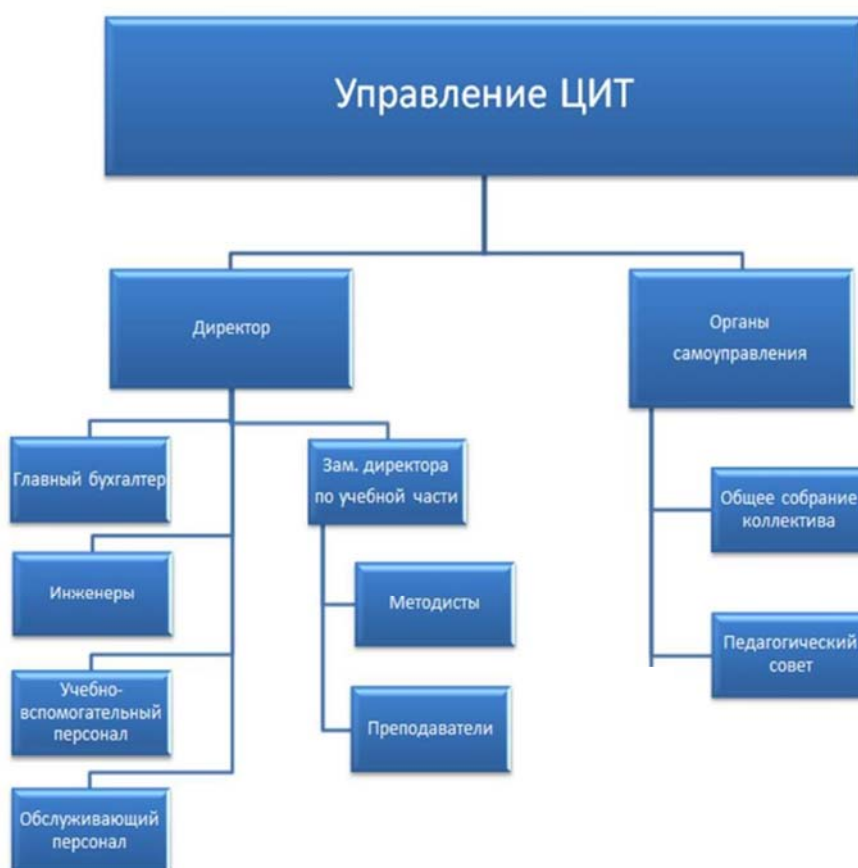 Управление ЦИТ
Директор
Органы
самоуправления
Главный бухгалтер
Зам. директора
по учебной части
Общее собрание
коллектива
Инженеры
Методисты
Учебно-
вспомогательный
персонал
Педагогический
совет
Преподаватели
Обслуживающий
персонал